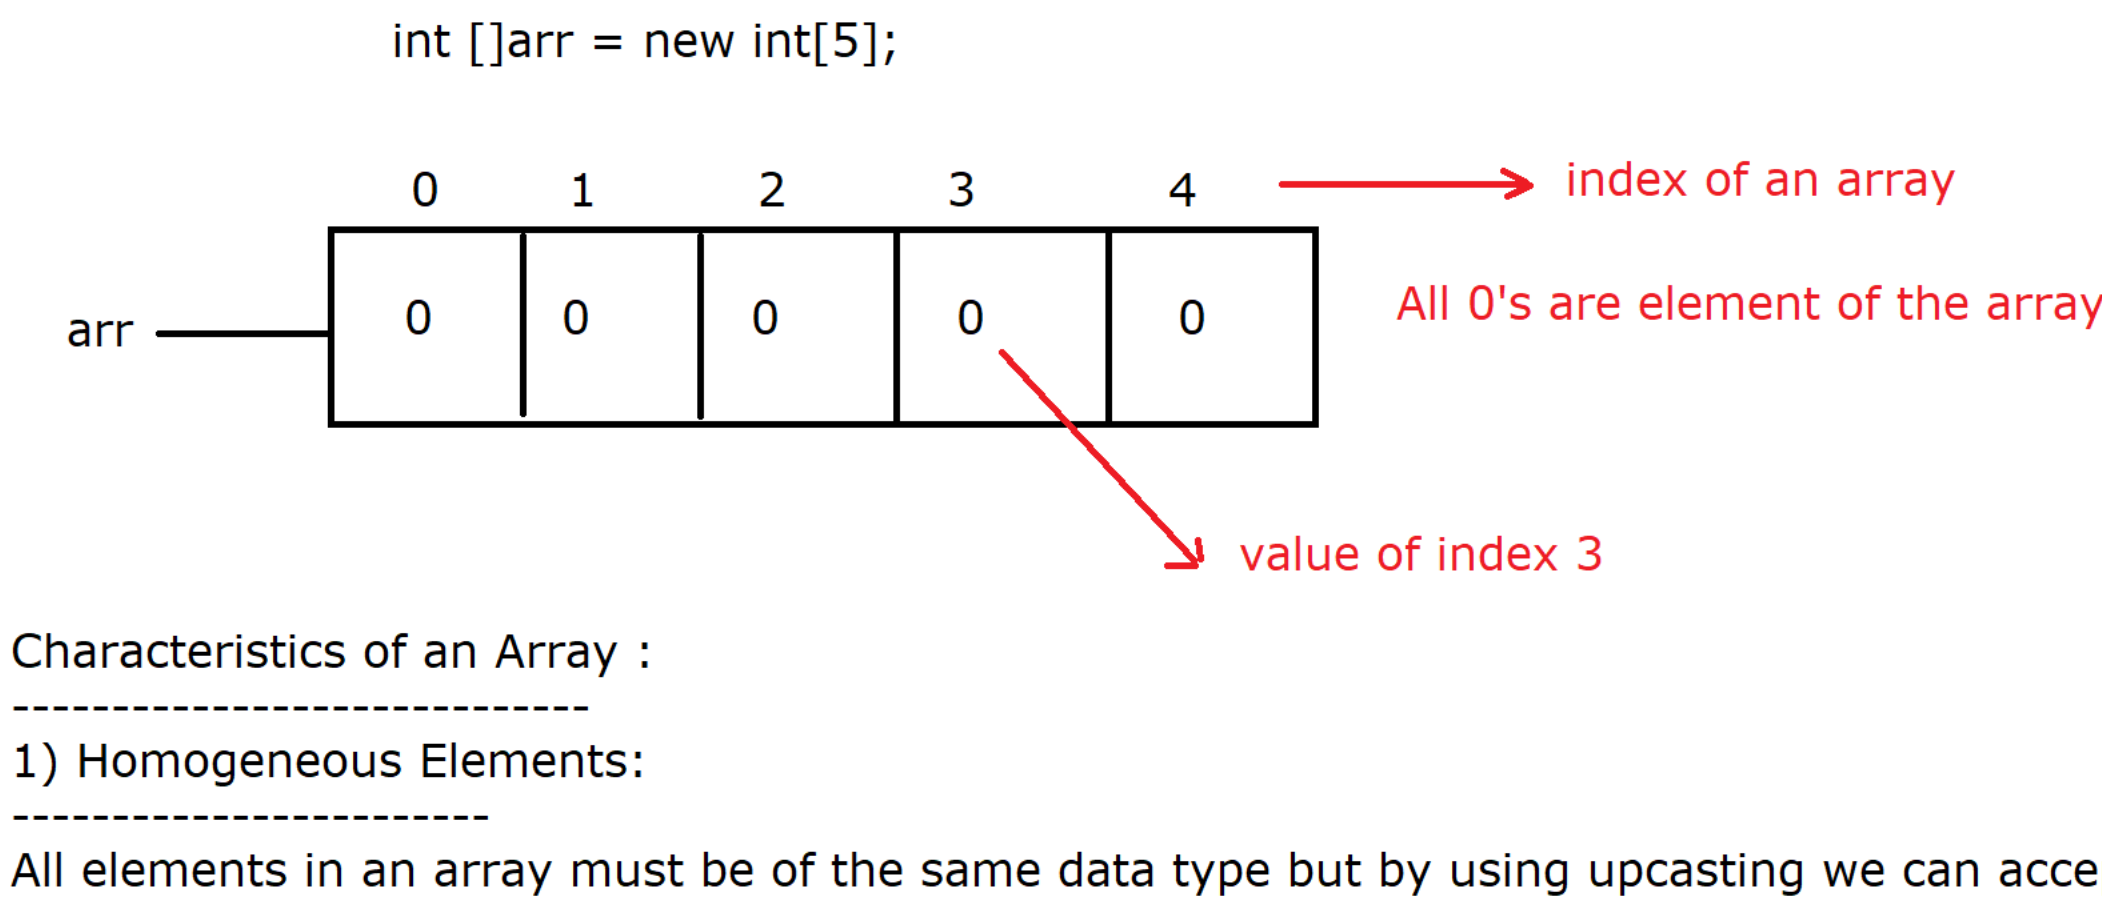 int []arr = new int[5];
0 1 2 3 4 index of an array
arr 0 0 0 0 0 All 0's are element of the array
value of index 3
Characteristics of an Array :
-----------------------------
1) Homogeneous Elements:
------------------------
All elements in an array must be of the same data type but by using upcasting we can acce